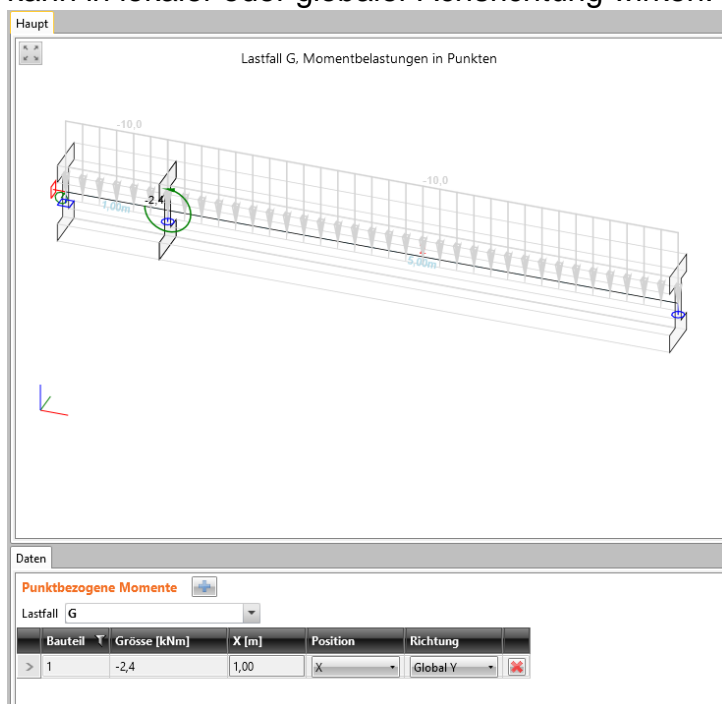 kann in lokaler oder globaler Höhenrichtung wirken.
Haupt
Lastfall G, Momentbelastungen in Punkten
-10,0
-10,0
-2,4
1,00m
5,00m
Daten
Punktbezogene Momente
Lastfall G
Bauteil Grösse [kNm] X [m] Position Richtung
> 1 -2,4 1,00 X Global Y